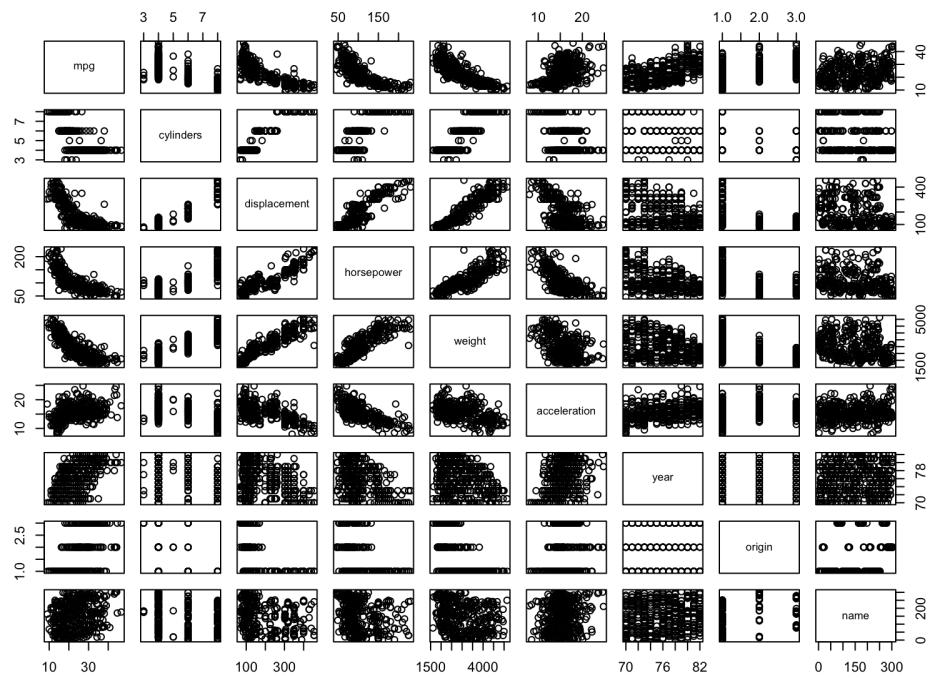 3 5 7 50 150 10 20 1.0 2.0 3.0
mpg 10 40
3 5 7 cylinders
displacement 100 400
50 200 horsepower
weight 1500 5000
10 20 acceleration
year 70 78
1.0 2.5 origin
name 0 200
10 30 100 300 1500 4000 70 76 82 0 150 300